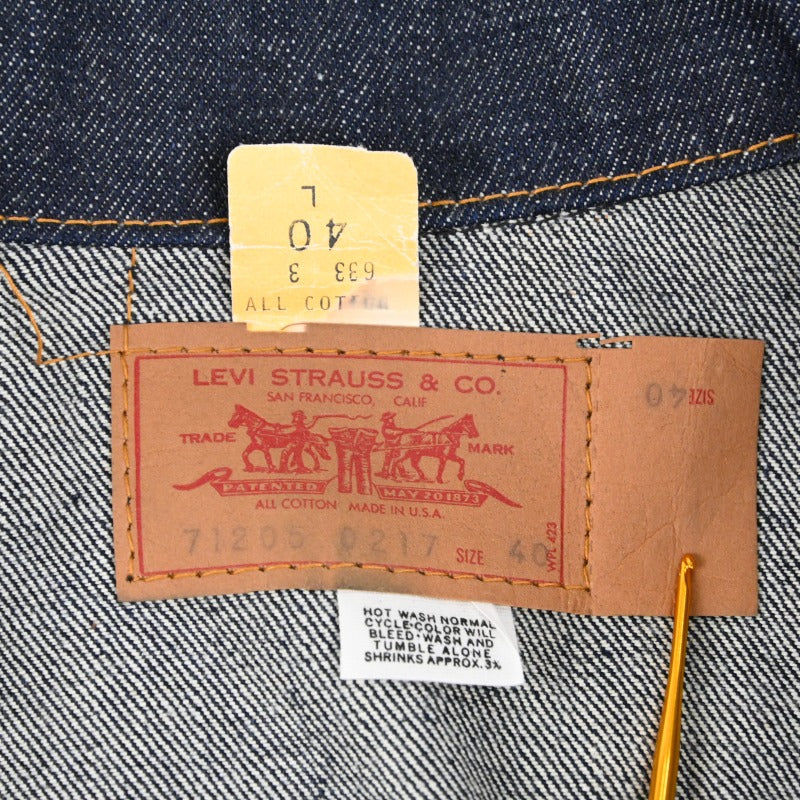 L
40
633 3
ALL COTTON
LEVI STRAUSS & CO.
SAN FRANCISCO, CALIF
TRADE MARK
PATENTED MAY 20 1873
ALL COTTON MADE IN U.S.A.
71205 0217 SIZE 40
WPL 423
SIZE 40
HOT WASH NORMAL
CYCLE·COLOR WILL
BLEED·WASH AND
TUMBLE ALONE
SHRINKS APPROX. 3%